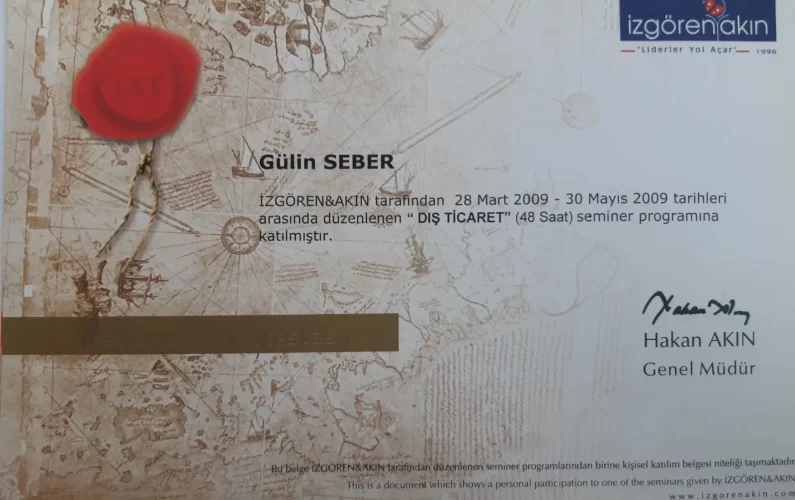 izgören akın
"Liderler Yol Açar" 1996
Gülin SEBER
İZGÖREN&AKIN tarafından 28 Mart 2009 - 30 Mayıs 2009 tarihleri
arasında düzenlenen “ DIŞ TİCARET” (48 Saat) seminer programına
katılmıştır.
Hakan AKIN
Genel Müdür
Bu belge İZGÖREN&AKIN tarafından düzenlenen seminer programlarından birine kişisel katılım belgesi niteliği taşımaktadır
This is a document which shows a personal participation to one of the seminars given by İZGÖREN&AKIN
www.izgorenakin.com